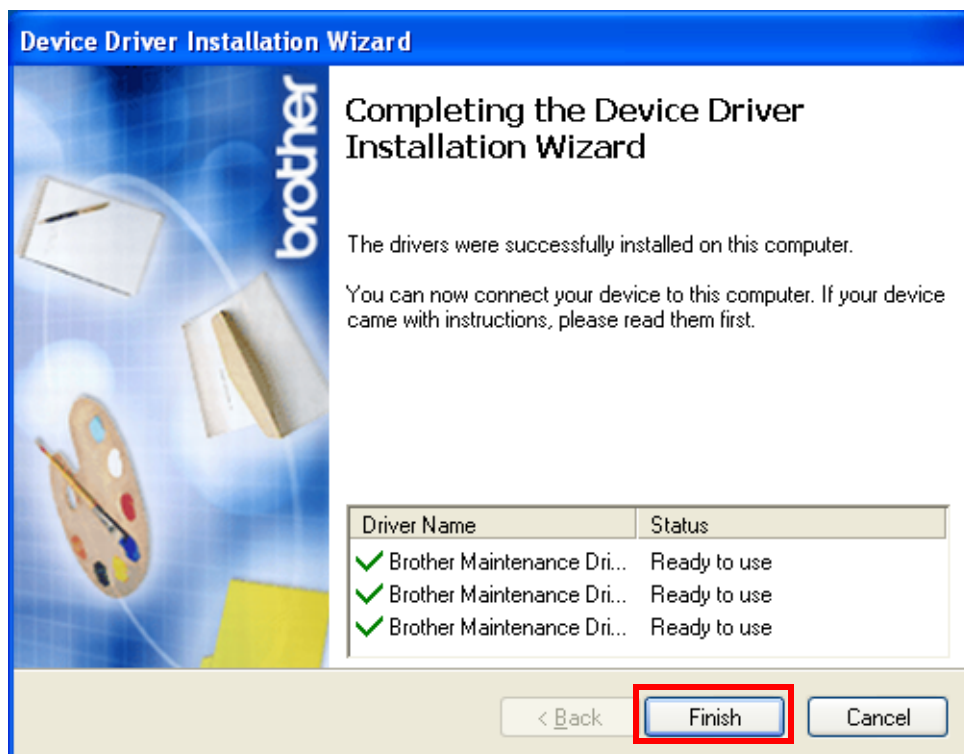 Device Driver Installation Wizard
brother
Completing the Device Driver
Installation Wizard
The drivers were successfully installed on this computer.
You can now connect your device to this computer. If your device
came with instructions, please read them first.
Driver Name Status
Brother Maintenance Dri... Ready to use
Brother Maintenance Dri... Ready to use
Brother Maintenance Dri... Ready to use
< Back Finish Cancel